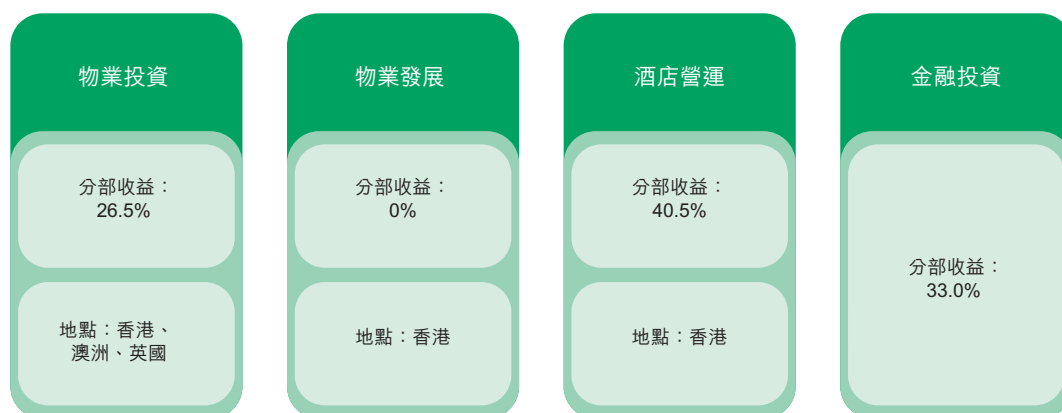 物業投資
分部收益：
26.5%
地點：香港、
澳洲、英國
物業發展
分部收益：
0%
地點：香港
酒店營運
分部收益：
40.5%
地點：香港
金融投資
分部收益：
33.0%